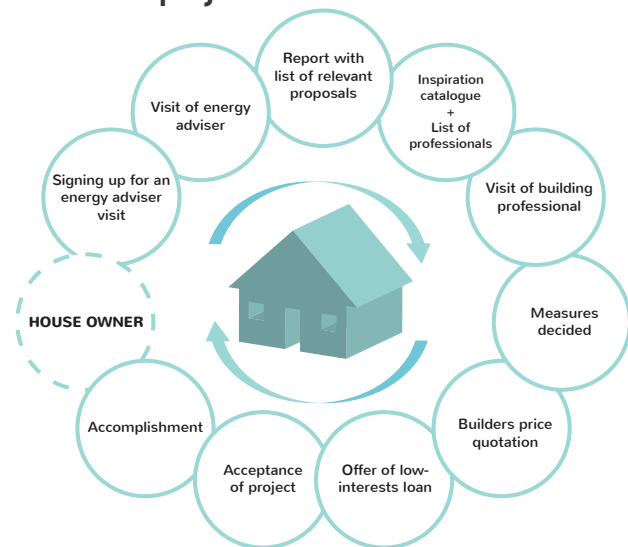 HOUSE OWNER
Signing up for an
energy adviser
visit
Visit of energy
adviser
Report with
list of relevant
proposals
Inspiration
catalogue
+
List of
professionals
Visit of building
professional
Measures
decided
Builders price
quotation
Offer of low-
interests loan
Acceptance
of project
Accomplishment